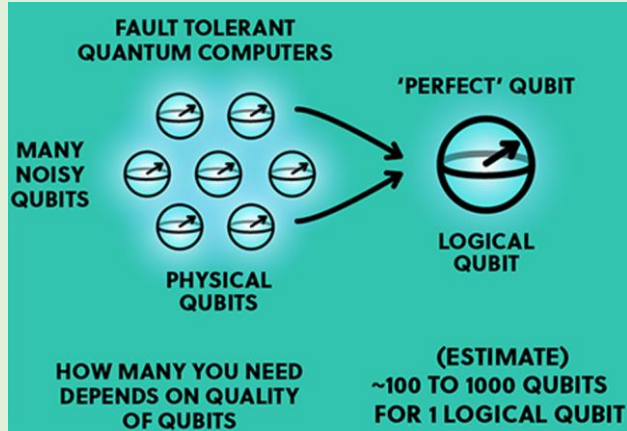 FAULT TOLERANT
QUANTUM COMPUTERS
MANY
NOISY
QUBITS
PHYSICAL
QUBITS
'PERFECT' QUBIT
LOGICAL
QUBIT
HOW MANY YOU NEED
DEPENDS ON QUALITY
OF QUBITS
(ESTIMATE)
~100 TO 1000 QUBITS
FOR 1 LOGICAL QUBIT